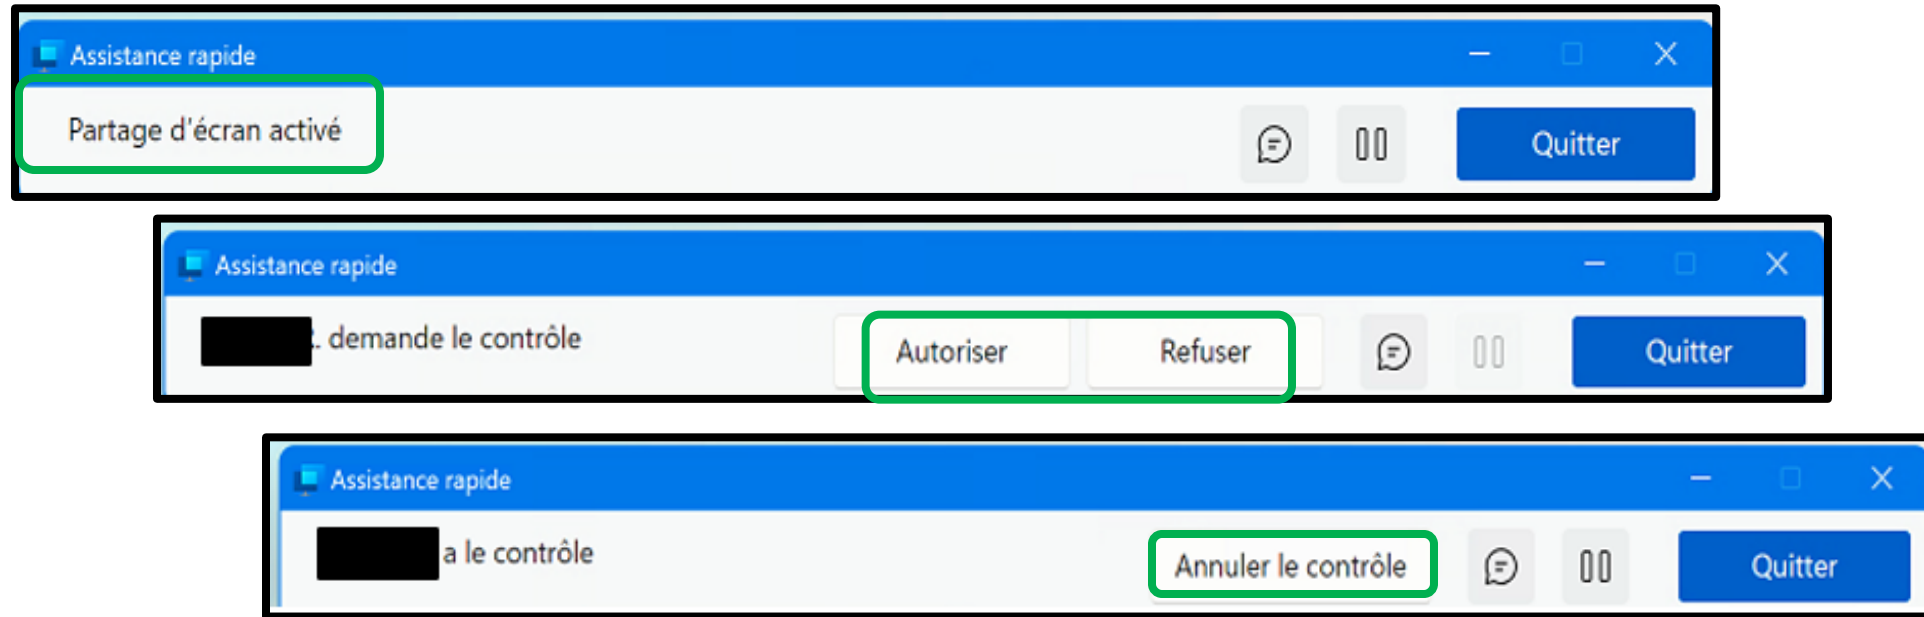 Assistance rapide
Partage d'écran activé
Quitter
Assistance rapide
. demande le contrôle
Autoriser
Refuser
Quitter
Assistance rapide
a le contrôle
Annuler le contrôle
Quitter